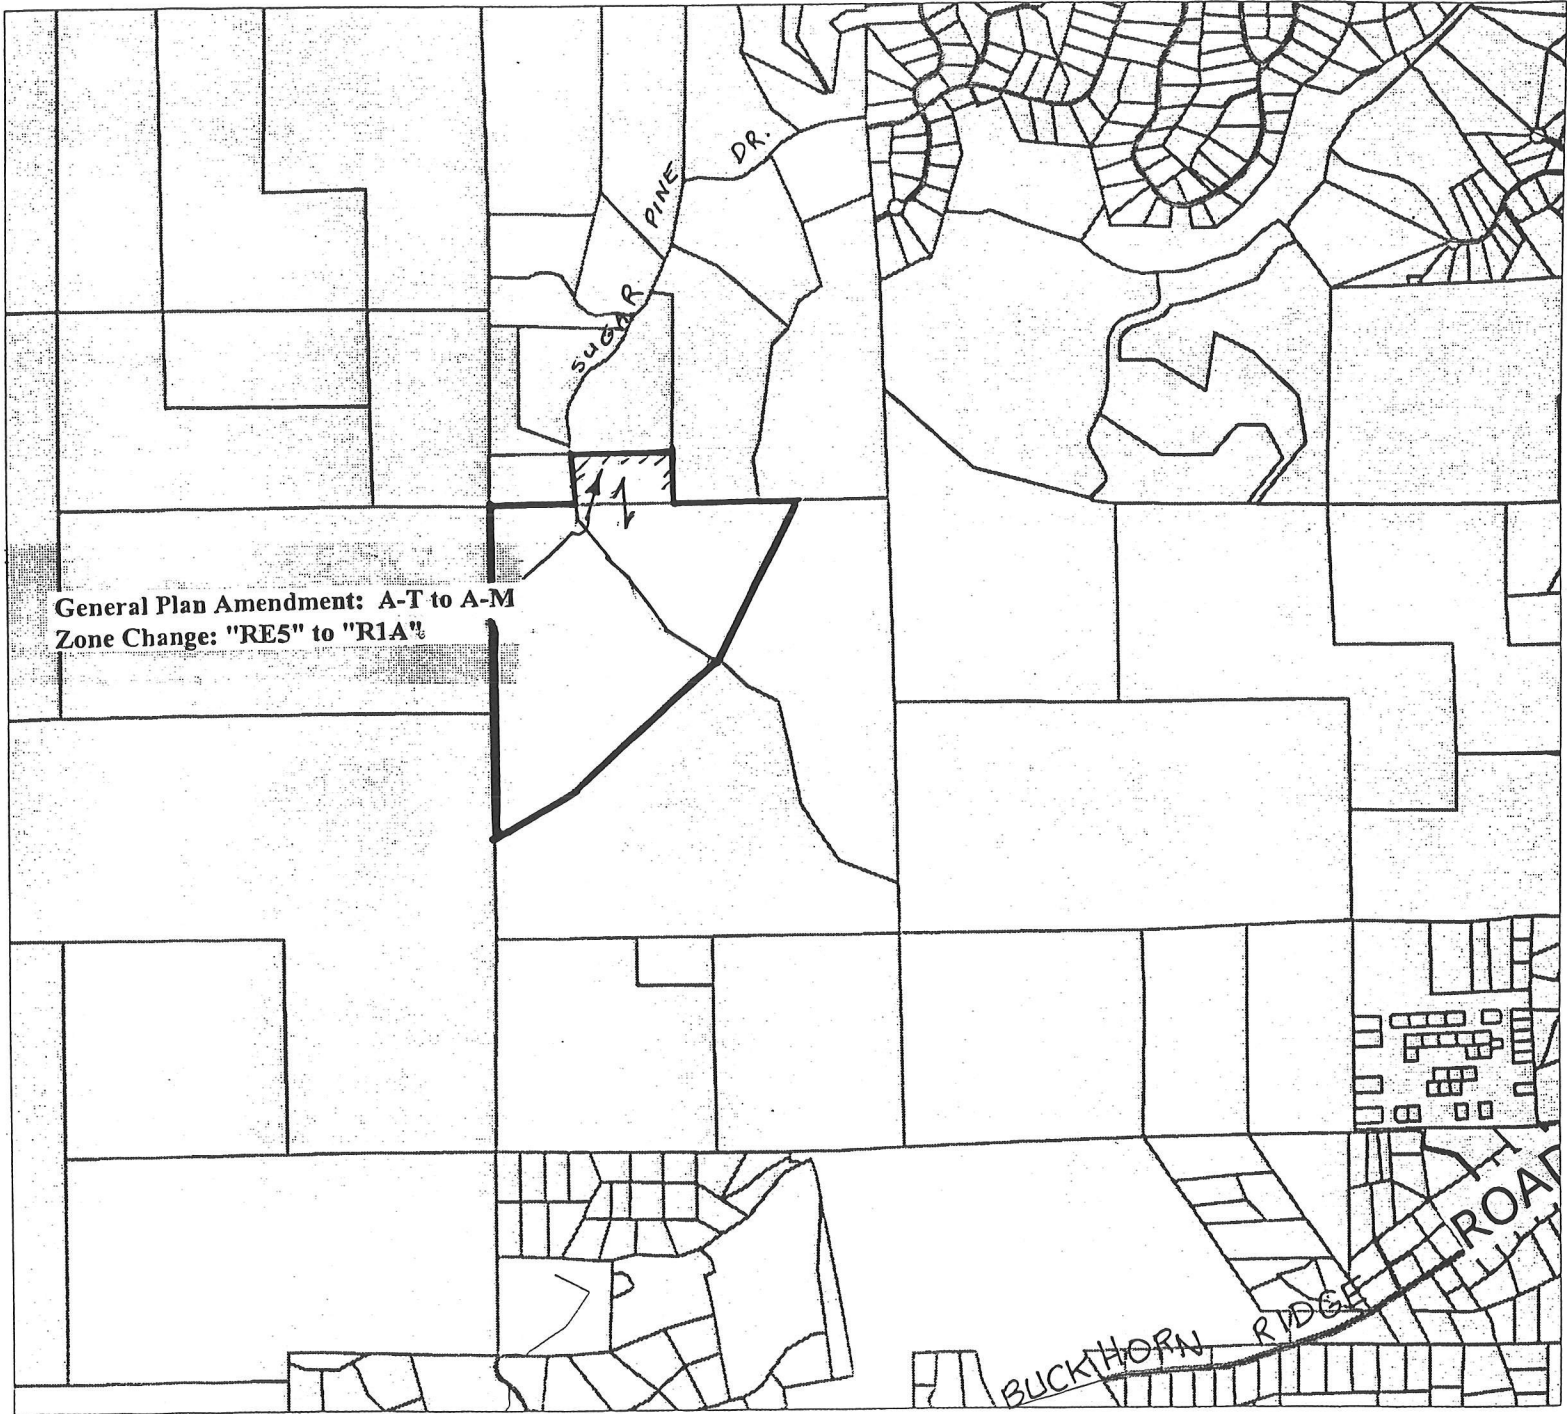 SUGAR PINE DR.
General Plan Amendment: A-T to A-M
Zone Change: "RE5" to "R1A"
BUCKHORN RIDGE ROAD